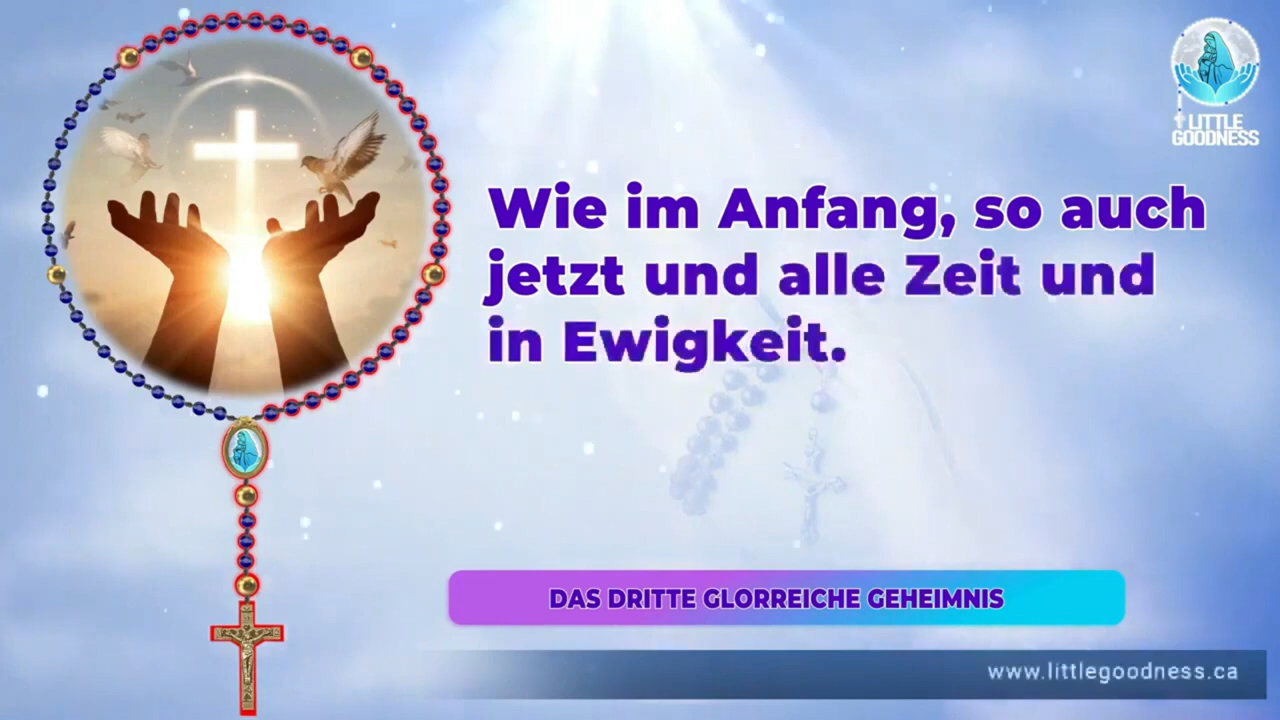 LITTLE
GOODNESS
Wie im Anfang, so auch
jetzt und alle Zeit und
in Ewigkeit.
DAS DRITTE GLORREICHE GEHEIMNIS
www.littlegoodness.ca